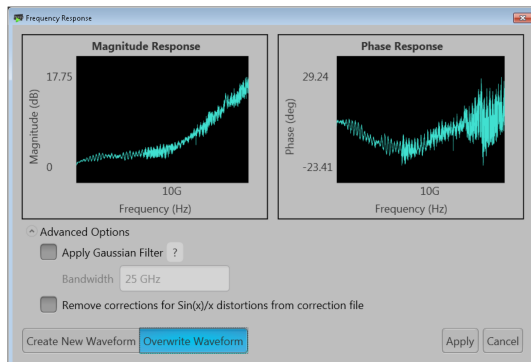 Frequency Response
Magnitude Response
17.75
Magnitude (dB)
0
10G
Frequency (Hz)
Phase Response
29.24
Phase (deg)
-23.41
10G
Frequency (Hz)
Advanced Options
Apply Gaussian Filter ?
Bandwidth 25 GHz
Remove corrections for Sin(x)/x distortions from correction file
Create New Waveform Overwrite Waveform Apply Cancel